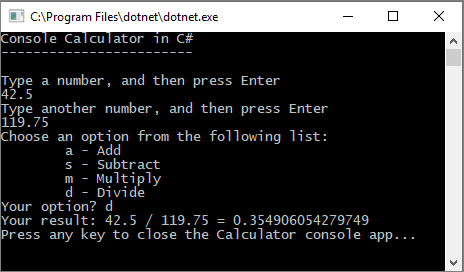 C:\Program Files\dotnet\dotnet.exe
Console Calculator in C#
------------------------
Type a number, and then press Enter
42.5
Type another number, and then press Enter
119.75
Choose an option from the following list:
a - Add
s - Subtract
m - Multiply
d - Divide
Your option? d
Your result: 42.5 / 119.75 = 0.354906054279749
Press any key to close the Calculator console app...